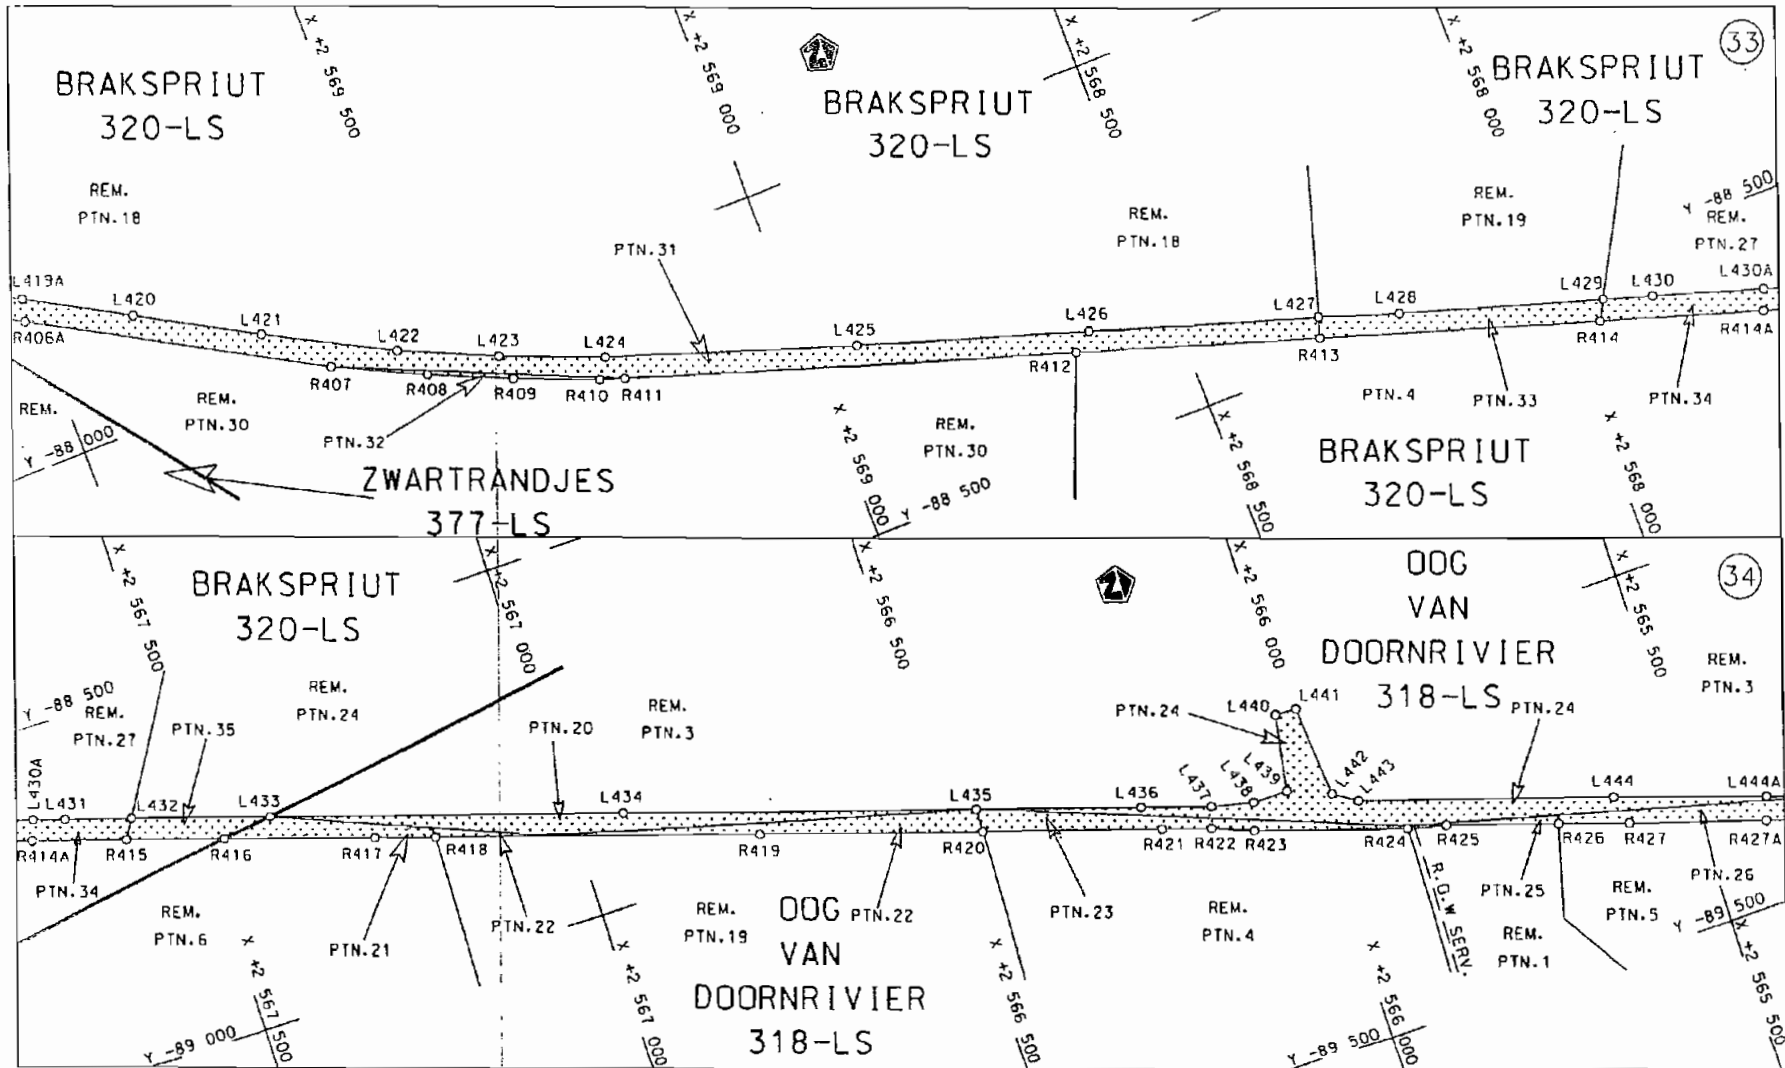 X +2 569 500
X +2 569 000
X +2 568 500
X +2 568 000
33
BRAKSPRIUT
320-LS
BRAKSPRIUT
320-LS
BRAKSPRIUT
320-LS
REM.
PTN.18
PTN.31
REM.
PTN.18
REM.
PTN.19
Y -88 500
REM.
PTN.27
L419A
L420
L421
L422
L423
L424
L425
L426
L427
L428
L429
L430
L430A
R406A
R407
R408
R409
R410
R411
R412
R413
R414
R414A
REM.
REM.
PTN.30
PTN.32
REM.
PTN.30
PTN.4
PTN.33
PTN.34
Y -88 000
X +2 569 000
Y -88 500
X +2 568 500
X +2 568 000
ZWARTRANDJES
377-LS
BRAKSPRIUT
320-LS
X +2 567 500
X +2 567 000
X +2 566 500
X +2 566 000
X +2 565 500
34
BRAKSPRIUT
320-LS
OOG
VAN
DOORNRIVIER
318-LS
Y -88 500
REM.
PTN.27
PTN.35
REM.
PTN.24
PTN.20
REM.
PTN.3
PTN.24
PTN.24
REM.
PTN.3
L430A
L431
L432
L433
L434
L435
L436
L437
L438
L439
L440
L441
L442
L443
L444
L444A
R414A
R415
R416
R417
R418
R419
R420
R421
R422
R423
R424
R425
R426
R427
R427A
PTN.34
REM.
PTN.6
PTN.21
PTN.22
REM.
PTN.19
PTN.22
PTN.23
REM.
PTN.4
R.O.W SERV.
PTN.25
REM.
PTN.1
REM.
PTN.5
PTN.26
Y -89 500
OOG
VAN
DOORNRIVIER
318-LS
Y -89 000
X +2 567 500
X +2 567 000
X +2 566 500
Y -89 500
X +2 566 000
X +2 565 500